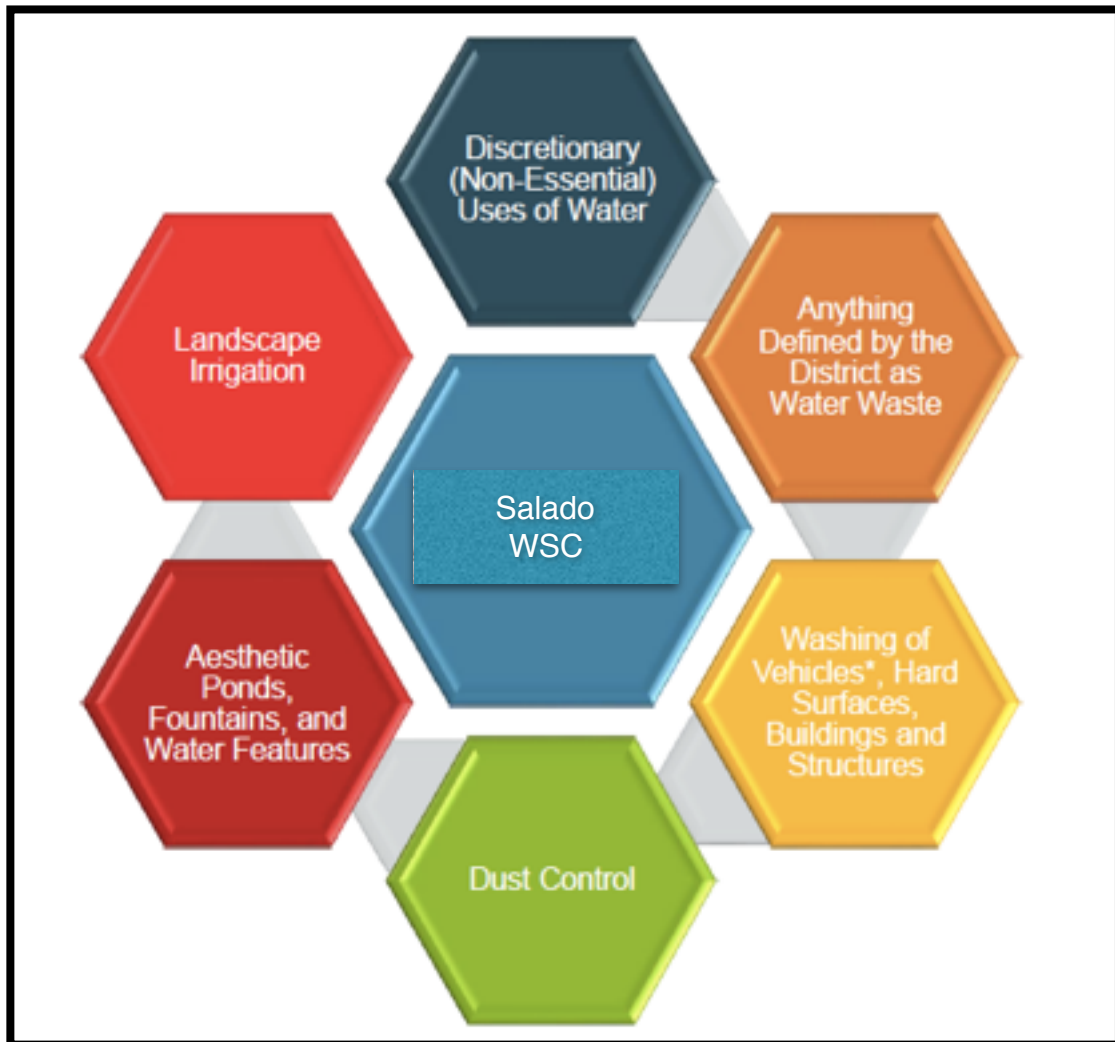 Discretionary
(Non-Essential)
Uses of Water
Anything
Defined by the
District as
Water Waste
Washing of
Vehicles*, Hard
Surfaces,
Buildings and
Structures
Dust Control
Aesthetic
Ponds,
Fountains, and
Water Features
Landscape
Irrigation
Salado
WSC